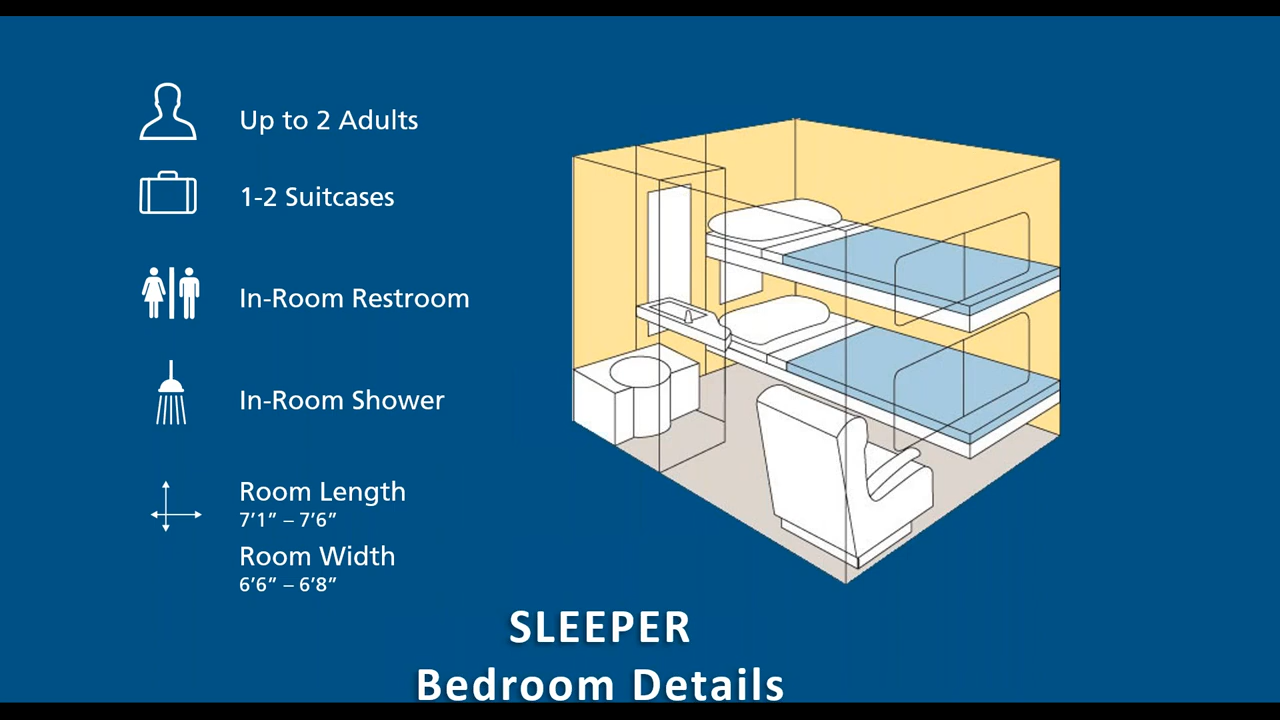 Up to 2 Adults
1-2 Suitcases
In-Room Restroom
In-Room Shower
Room Length
7’1” – 7’6”
Room Width
6’6” – 6’8”
SLEEPER
Bedroom Details